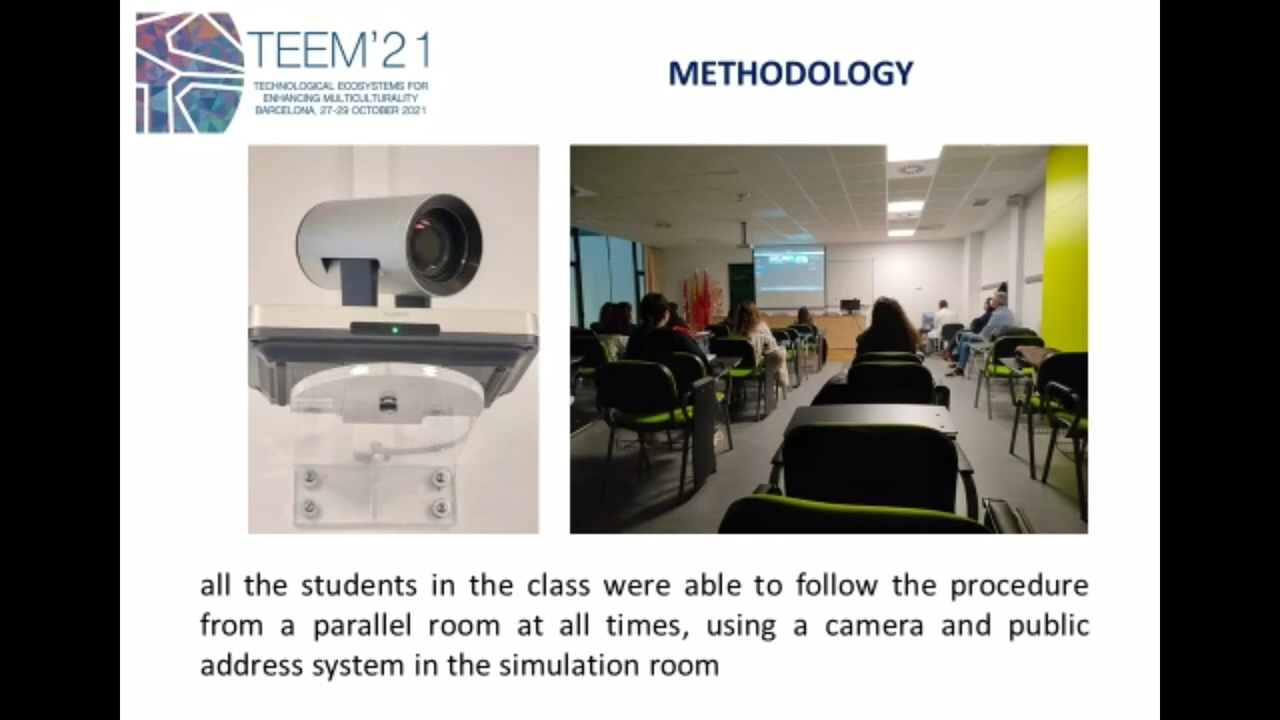 TEEM'21
TECHNOLOGICAL ECOSYSTEMS FOR
ENHANCING MULTICULTURALITY
BARCELONA, 27-29 OCTOBER 2021
METHODOLOGY
all the students in the class were able to follow the procedure
from a parallel room at all times, using a camera and public
address system in the simulation room